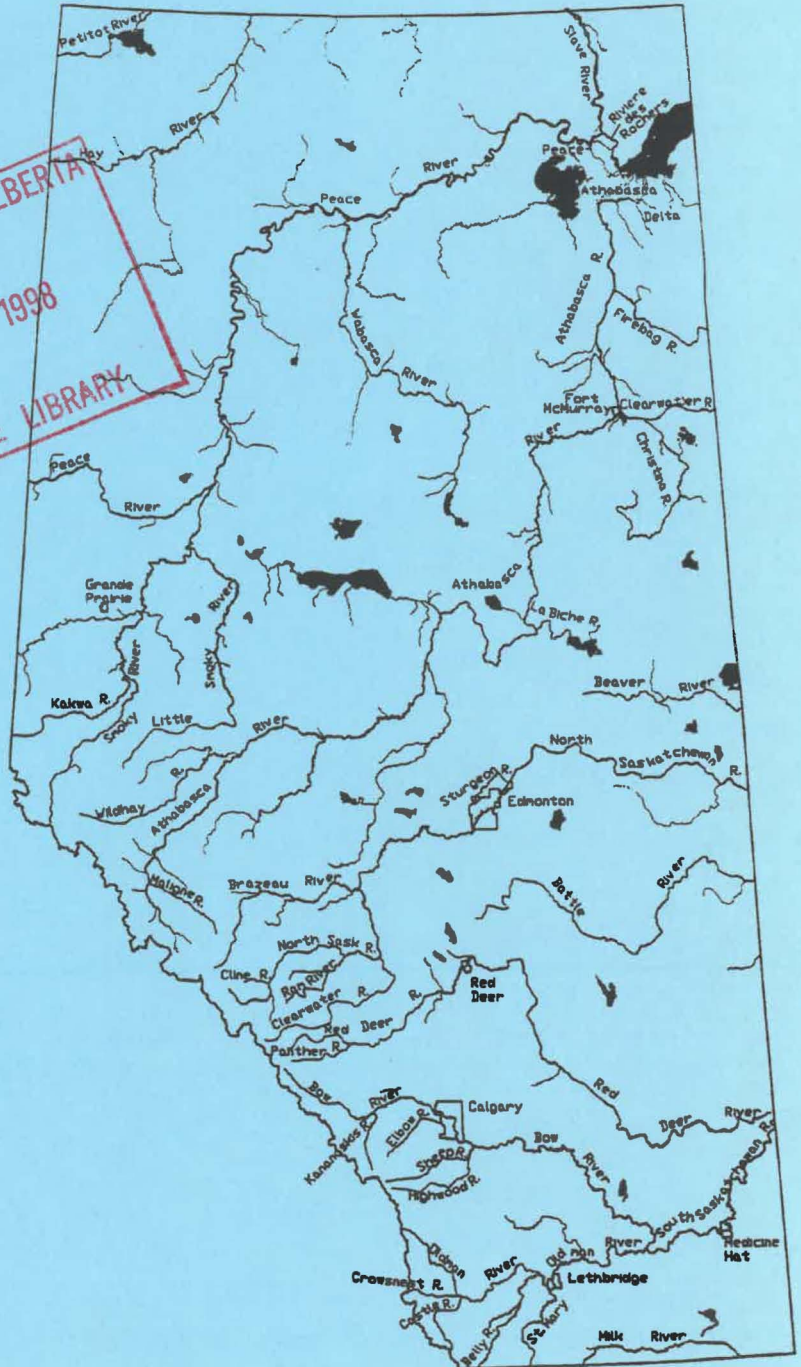 Petitot River
Slave River
Riviere des Rochers
Hay River
Peace River
Peace
Athabasca
Delta
LBERTA
1998
LIBRARY
Wabasca River
Athabasca R.
Firebag R.
Fort
McMurray
Clearwater R.
Christina R.
River
Peace River
Grande
Prairie
Athabasca
La Biche R.
River
Smoky
Kakwa R.
Smoky River
Little
Beaver River
River
North
Saskatchewan R.
Sturgeon R.
Edmonton
Wildhay R.
Athabasca
Maligne R.
Brazeau River
Battle River
North Sask R.
Cline R.
Ram River
Clearwater R.
Red Deer R.
Panther R.
Red
Deer
Red Deer River
Bow River
Calgary
Kananaskis R.
Elbow R.
Sheep R.
Highwood R.
Bow River
South Saskatchewan R.
Medicine
Hat
Oldman River
Old man River
Crowsnest R.
Lethbridge
Castle R.
Belly R.
St. Mary
Milk River